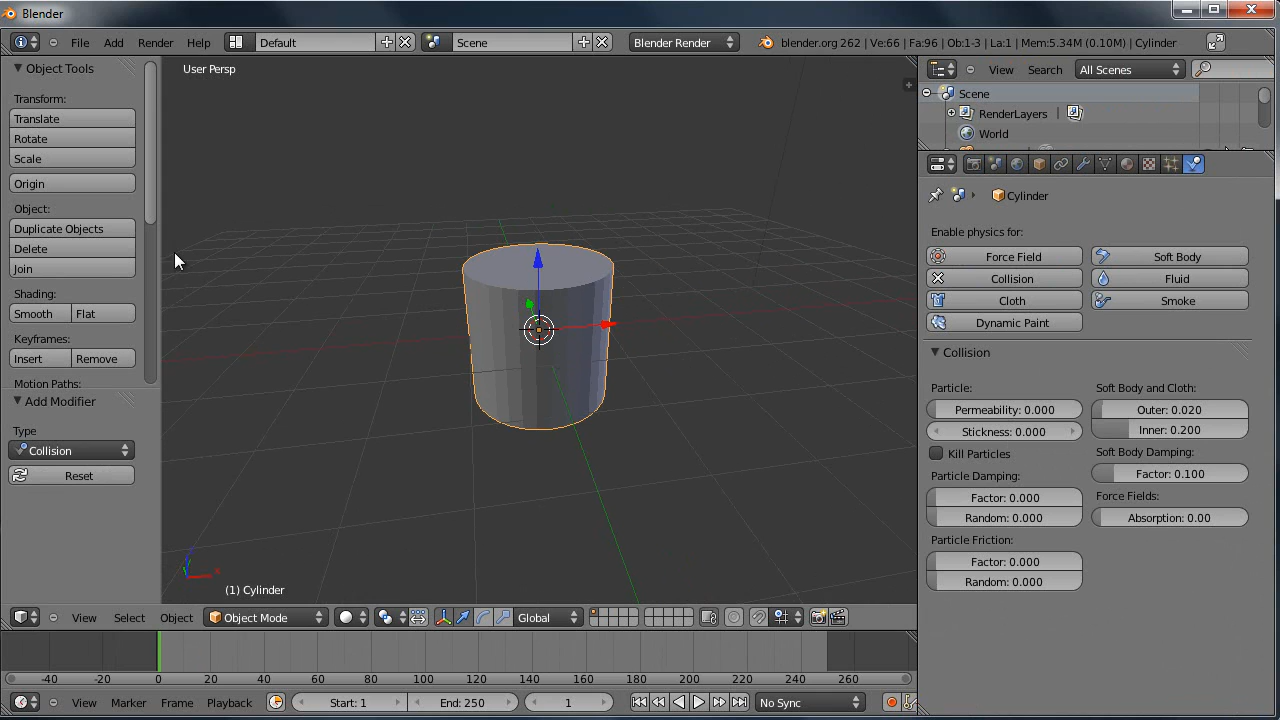 Blender
File Add Render Help Default Scene Blender Render blender.org 262 | Ve:66 | Fa:96 | Ob:1-3 | La:1 | Mem:5.34M (0.10M) | Cylinder
Object Tools
Transform:
Translate
Rotate
Scale
Origin
Object:
Duplicate Objects
Delete
Join
Shading:
Smooth Flat
Keyframes:
Insert Remove
Motion Paths:
Add Modifier
Type
Collision
Reset
User Persp
x
(1) Cylinder
View Select Object Object Mode Global
-40 -20 0 20 40 60 80 100 120 140 160 180 200 220 240 260
View Marker Frame Playback Start: 1 End: 250 1 No Sync
View Search All Scenes
Scene
RenderLayers |
World
Cylinder
Enable physics for:
Force Field Soft Body
Collision Fluid
Cloth Smoke
Dynamic Paint
Collision
Particle: Soft Body and Cloth:
Permeability: 0.000 Outer: 0.020
Stickness: 0.000 Inner: 0.200
Kill Particles Soft Body Damping:
Particle Damping: Factor: 0.100
Factor: 0.000 Force Fields:
Random: 0.000 Absorption: 0.00
Particle Friction:
Factor: 0.000
Random: 0.000